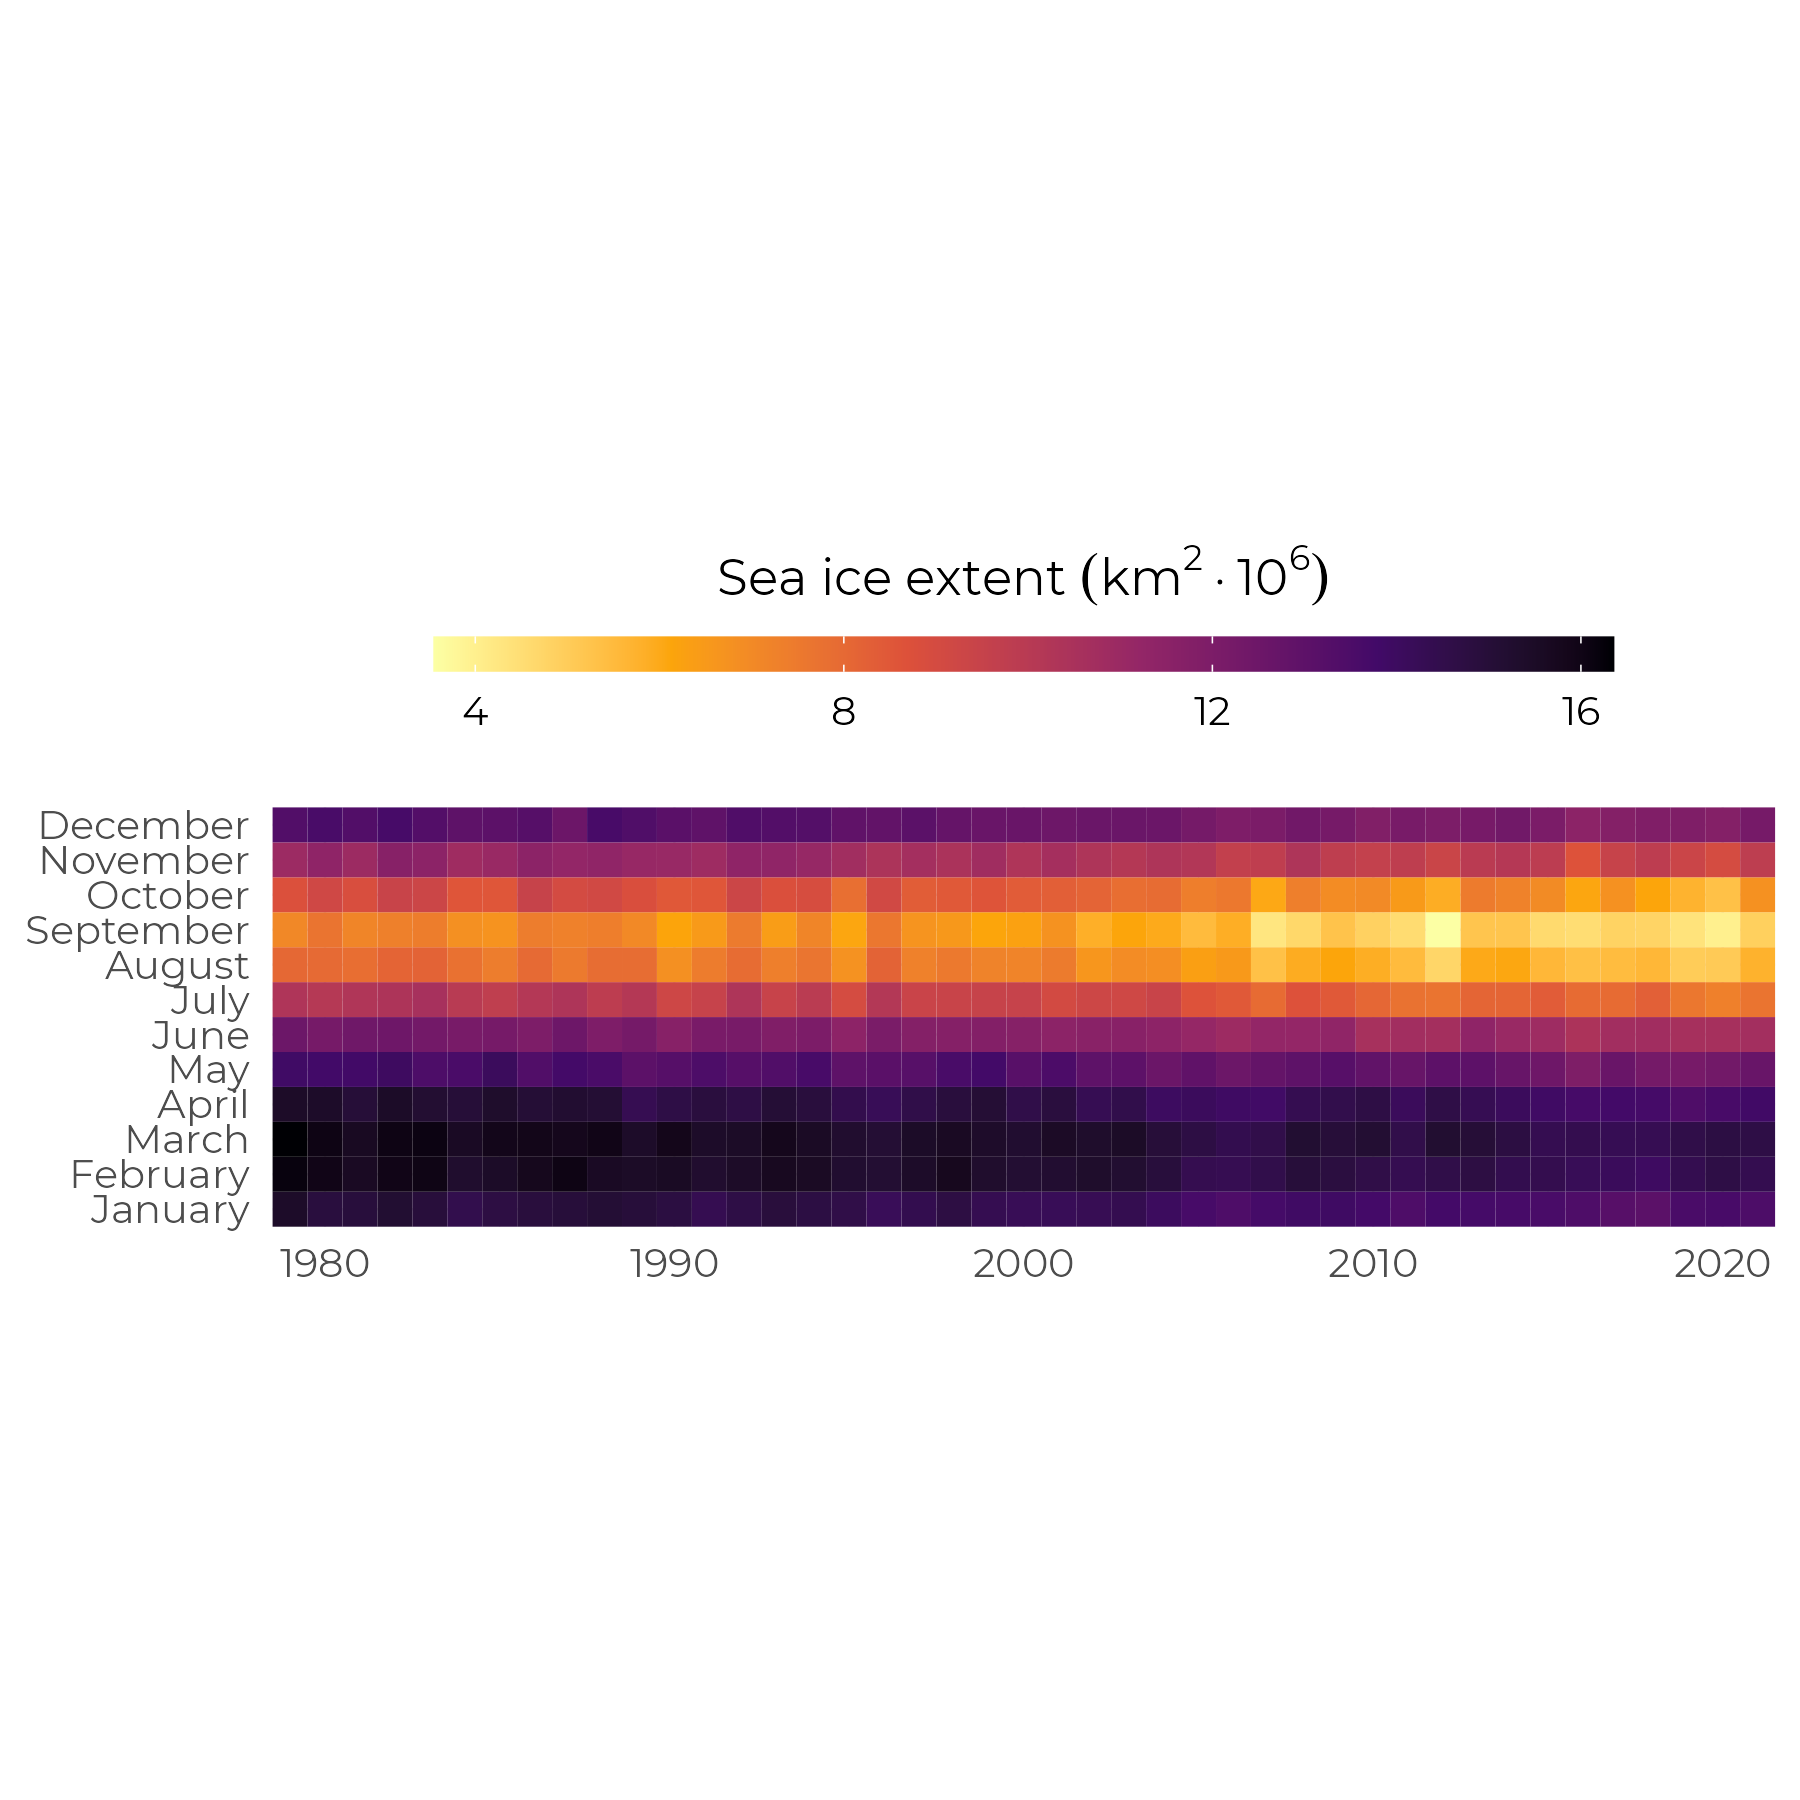 Sea ice extent (km² · 10⁶)
4 8 12 16
December
November
October
September
August
July
June
May
April
March
February
January
1980 1990 2000 2010 2020